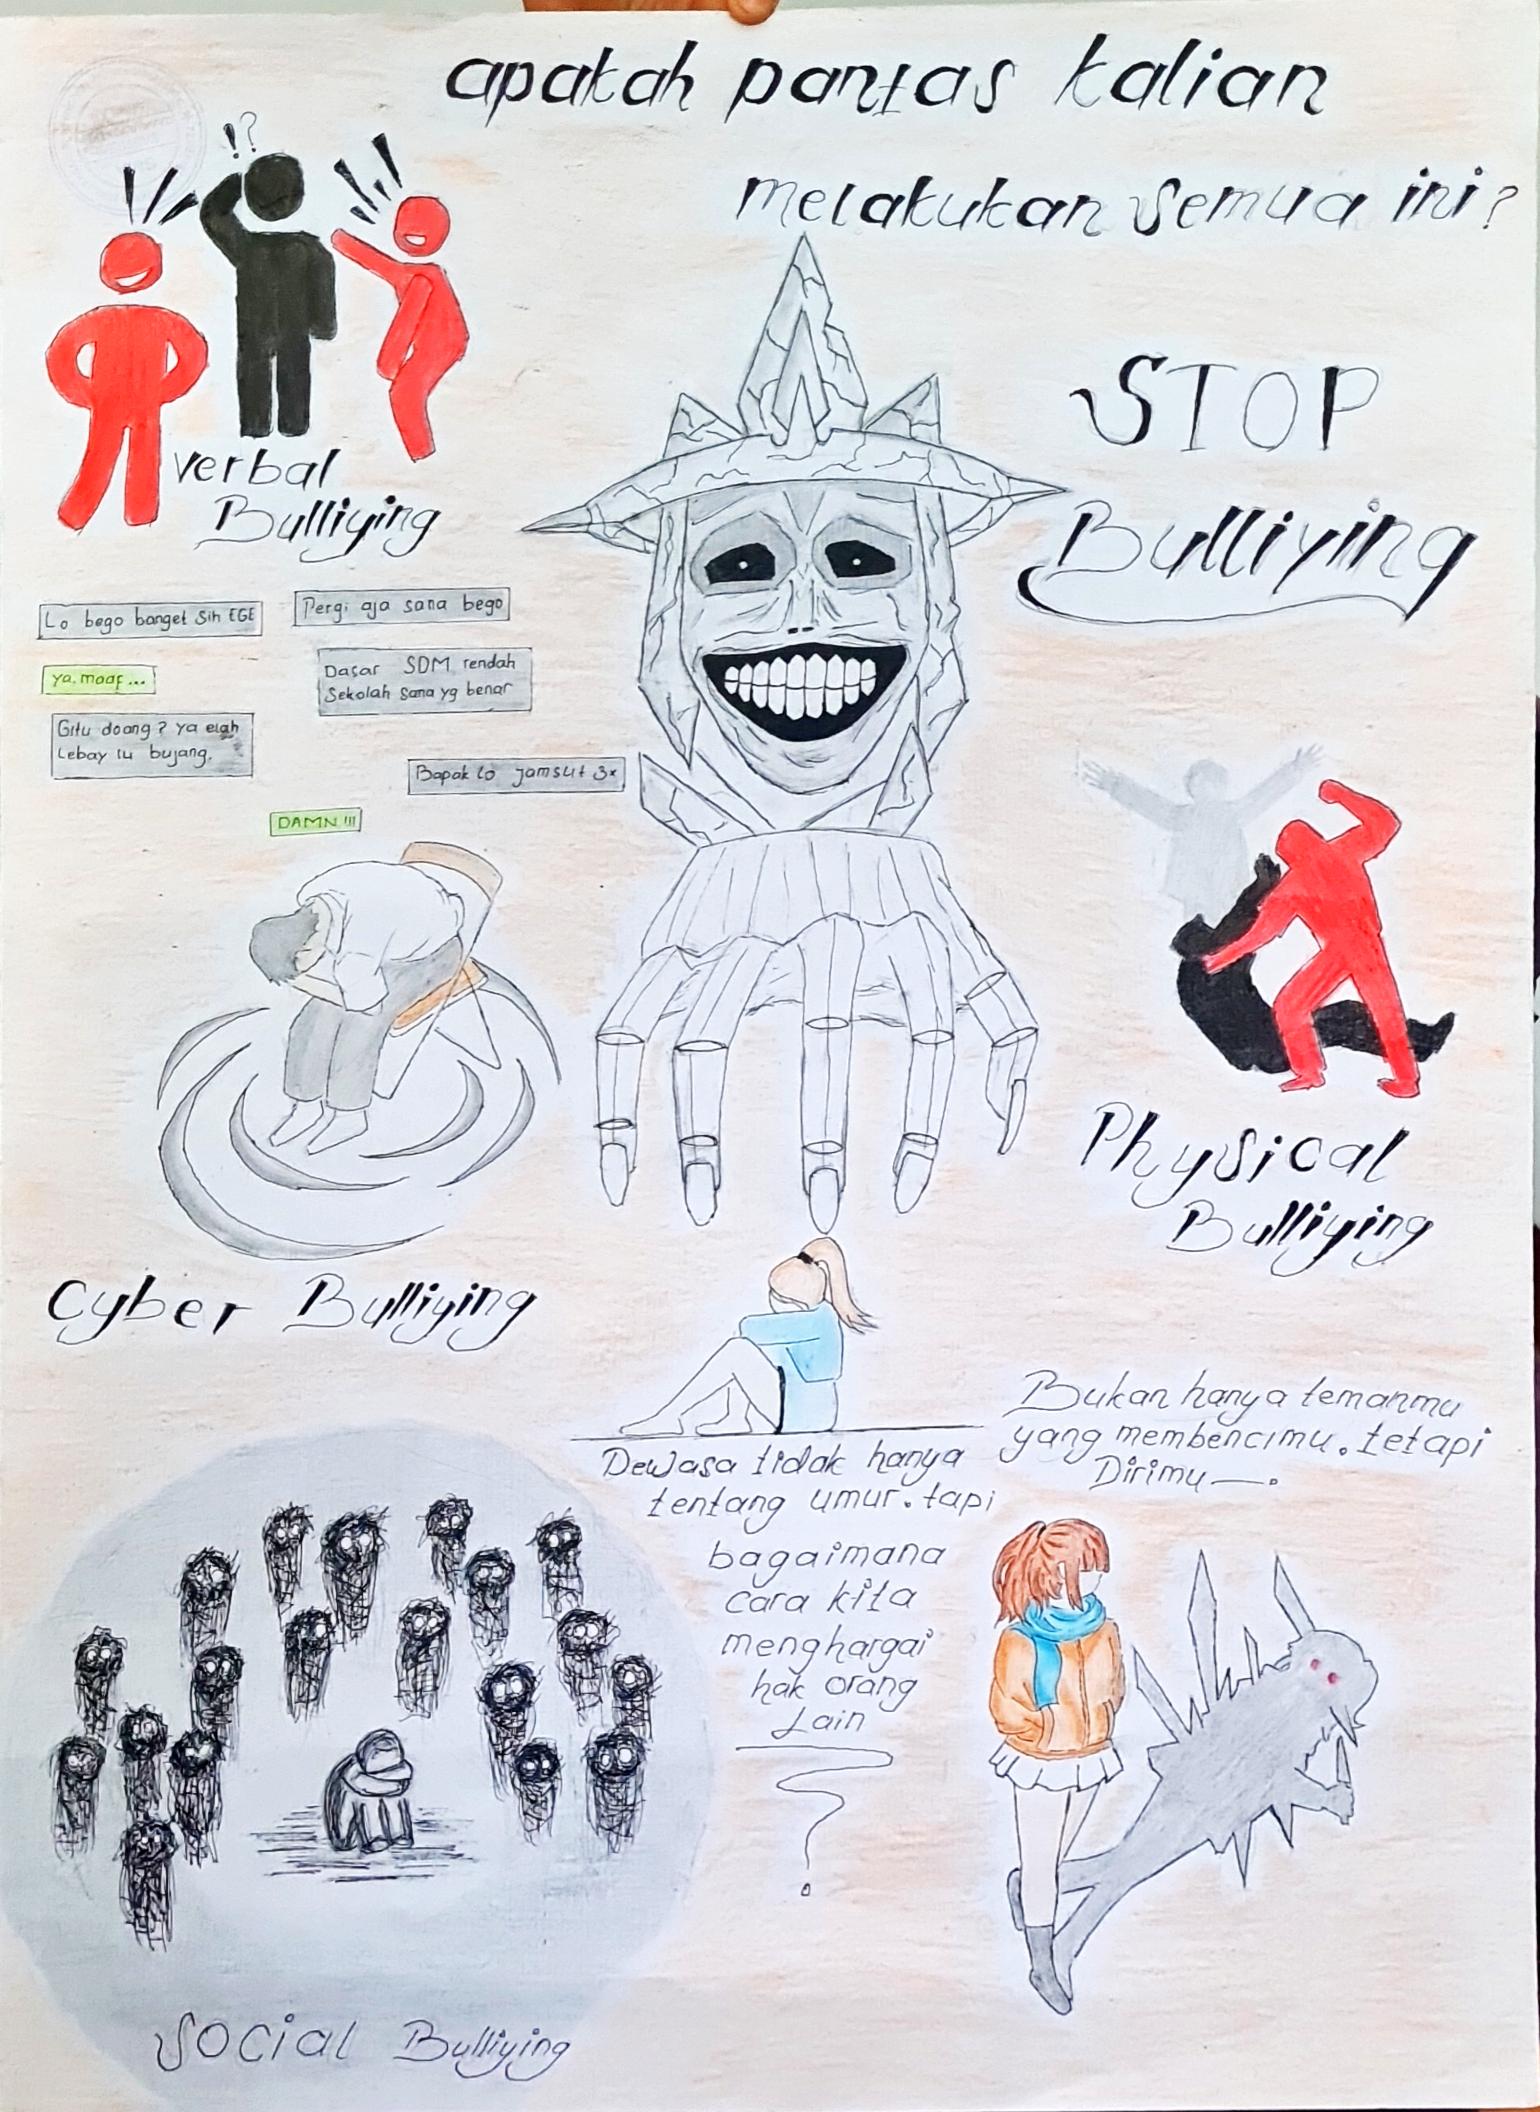 apakah pantas kalian
melakukan semua ini?
!?
STOP
Bulliying
verbal
Bulliying
Lo bego banget Sih EGE
Pergi aja sana bego
ya. maaf...
Dasar SDM rendah
Sekolah sana yg benar
Gitu doang? ya elah
Lebay lu bujang.
Bapak lo jamsut 3x
DAMN!!!
Cyber Bulliying
Physical
Bulliying
Dewasa tidak hanya
tentang umur. tapi
bagaimana
cara kita
menghargai
hak orang
Lain
Bukan hanya temanmu
yang membencimu. tetapi
Dirimu—.
Social Bulliying